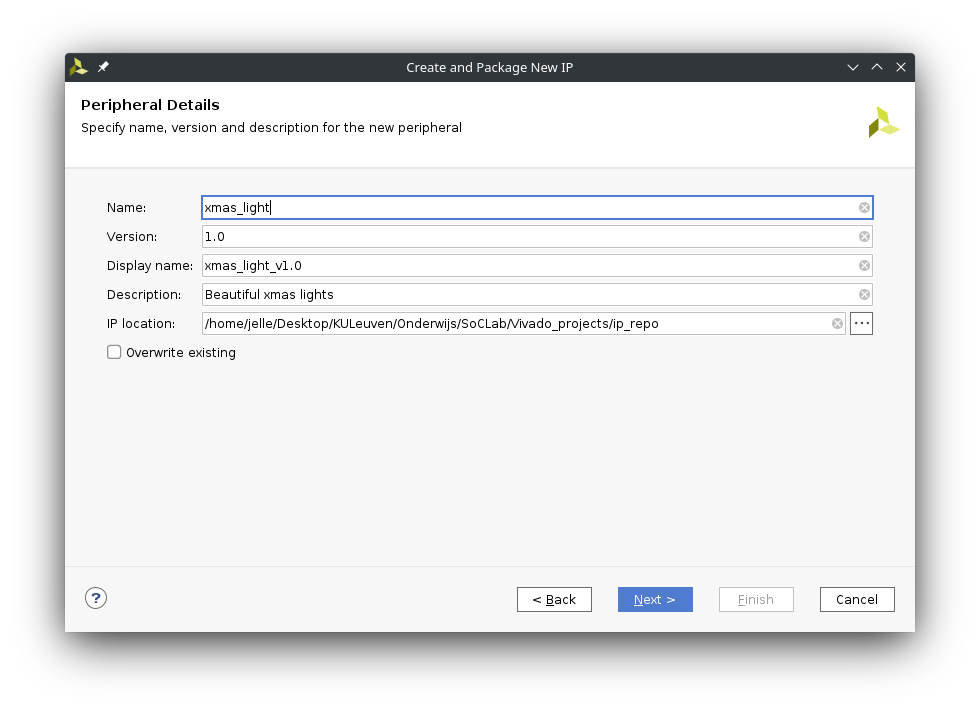 Create and Package New IP
Peripheral Details
Specify name, version and description for the new peripheral
Name: xmas_light
Version: 1.0
Display name: xmas_light_v1.0
Description: Beautiful xmas lights
IP location: /home/jelle/Desktop/KULeuven/Onderwijs/SoCLab/Vivado_projects/ip_repo ...
Overwrite existing
? < Back Next > Finish Cancel